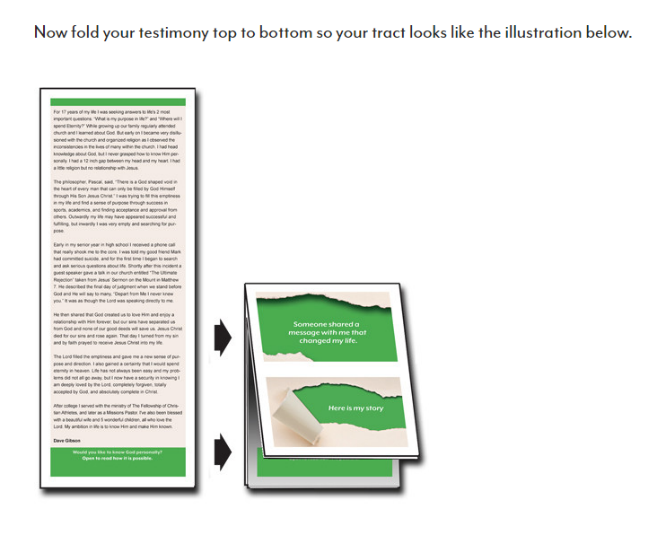 Now fold your testimony top to bottom so your tract looks like the illustration below.
For 17 years of my life I was seeking answers to life's 2 most
important questions: "What is my purpose in life?" and "Where will I
spend Eternity?" While growing up our family regularly attended
church and I learned about God. But early on I became very disillu-
sioned with the church and organized religion as I observed the
inconsistencies in the lives of many within the church. I had head
knowledge about God, but I never grasped how to know Him per-
sonally. I had a 12 inch gap between my head and my heart. I had
a little religion but no relationship with Jesus.
The philosopher, Pascal, said, "There is a God shaped void in
the heart of every man that can only be filled by God Himself
through His Son Jesus Christ." I was trying to fill this emptiness
in my life and find a sense of purpose through success in
sports, academics, and finding acceptance and approval from
others. Outwardly my life may have appeared successful and
fulfilling, but inwardly I was very empty and searching for pur-
pose.
Early in my senior year in high school I received a phone call
that really shook me to the core. I was told my good friend Mark
had committed suicide, and for the first time I began to search
and ask serious questions about life. Shortly after this incident a
guest speaker gave a talk in our church entitled "The Ultimate
Rejection" taken from Jesus' Sermon on the Mount in Matthew
7. He described the final day of judgment when we stand before
God and He will say to many, "Depart from Me I never knew
you." It was as though the Lord was speaking directly to me.
He then shared that God created us to love Him and enjoy a
relationship with Him forever, but our sins have separated us
from God and none of our good deeds will save us. Jesus Christ
died for our sins and rose again. That day I turned from my sin
and by faith prayed to receive Jesus Christ into my life.
The Lord filled me emptiness and gave me a new sense of pur-
pose and direction. I also gained a certainty that I would spend
eternity in heaven. Life has not always been easy and my prob-
lems did not all go away, but I now have a security in knowing I
am deeply loved by the Lord, completely forgiven, totally
accepted by God, and absolutely complete in Christ.
After college I served with the ministry of The Fellowship of Chris-
tian Athletes, and later as a Missions Pastor. I've also been blessed
with a beautiful wife and 3 wonderful children, all who love the
Lord. My ambition in life is to know Him and make Him known.
Dave Gibson
Would you like to know God personally?
Open to read how it is possible.
Someone shared a
message with me that
changed my life.
Here is my story